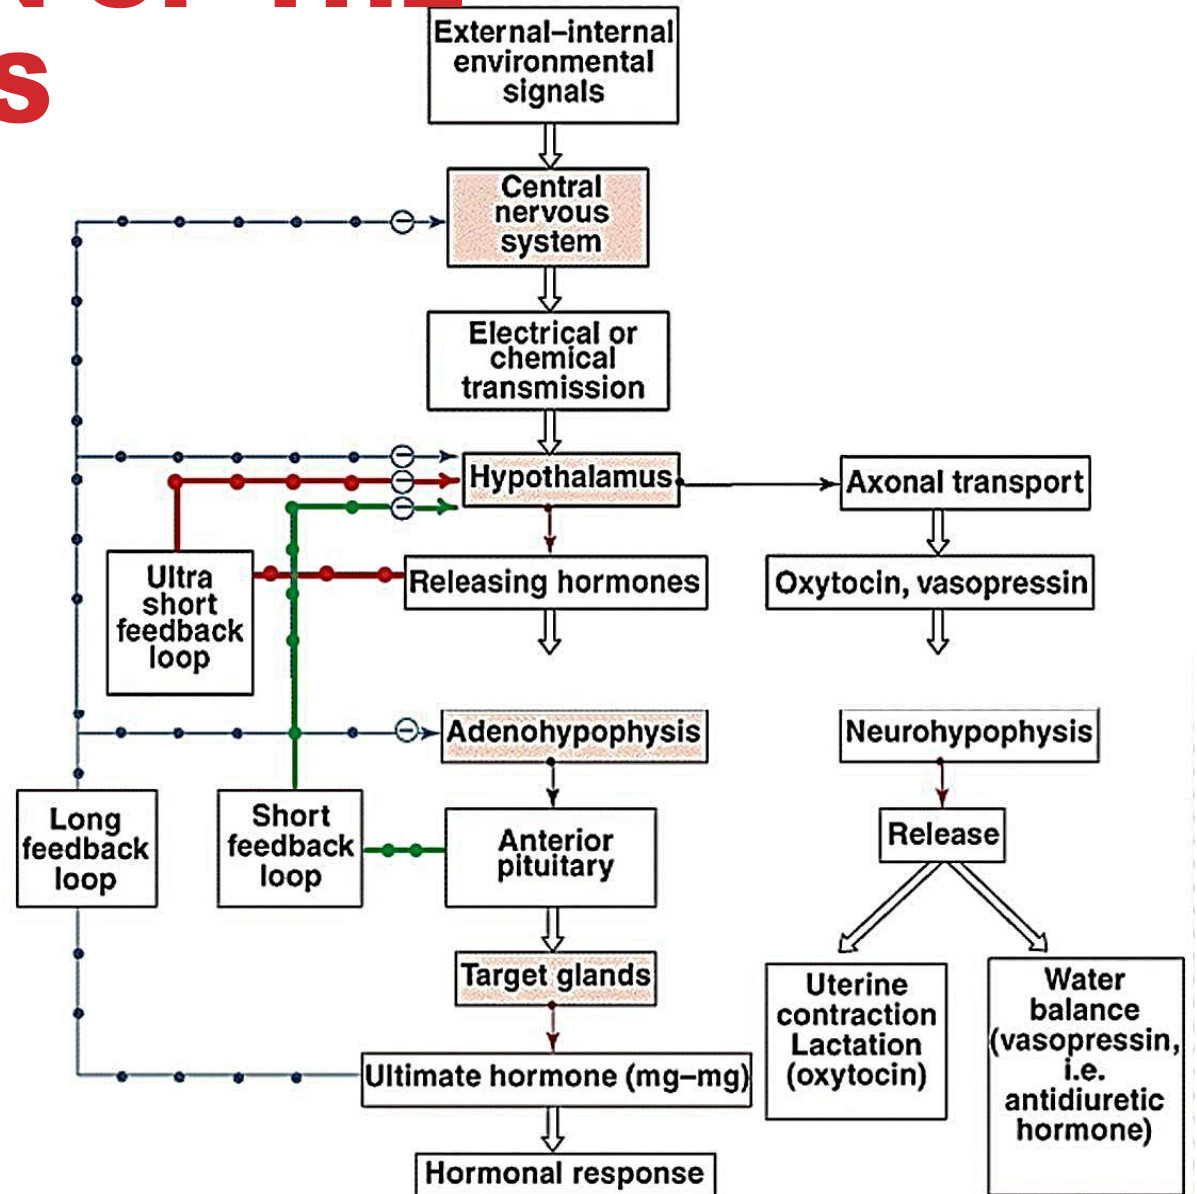 N OF THE
S
External–internal
environmental
signals
Central
nervous
system
Electrical or
chemical
transmission
Hypothalamus
Axonal transport
Ultra
short
feedback
loop
Releasing hormones
Oxytocin, vasopressin
Adenohypophysis
Neurohypophysis
Long
feedback
loop
Short
feedback
loop
Anterior
pituitary
Release
Target glands
Uterine
contraction
Lactation
(oxytocin)
Water
balance
(vasopressin,
i.e.
antidiuretic
hormone)
Ultimate hormone (mg–mg)
Hormonal response